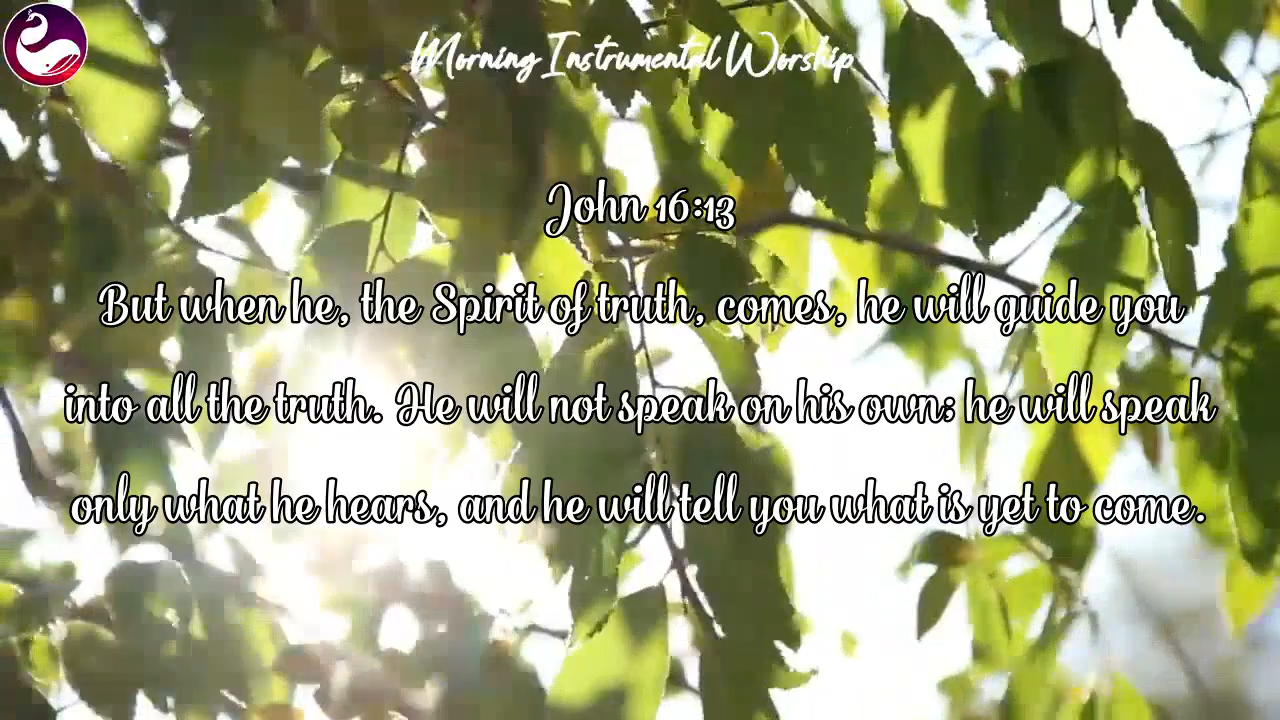 Morning Instrumental Worship
John 16:13
But when he, the Spirit of truth, comes, he will guide you
into all the truth. He will not speak on his own; he will speak
only what he hears, and he will tell you what is yet to come.